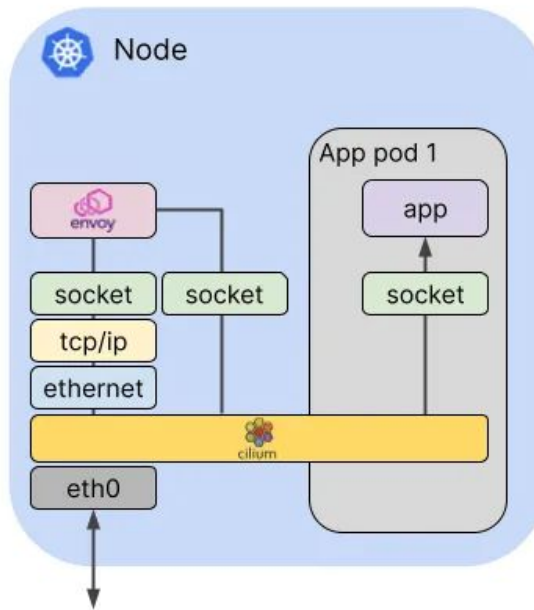 Node
App pod 1
envoy
app
socket
socket
socket
tcp/ip
ethernet
cilium
eth0